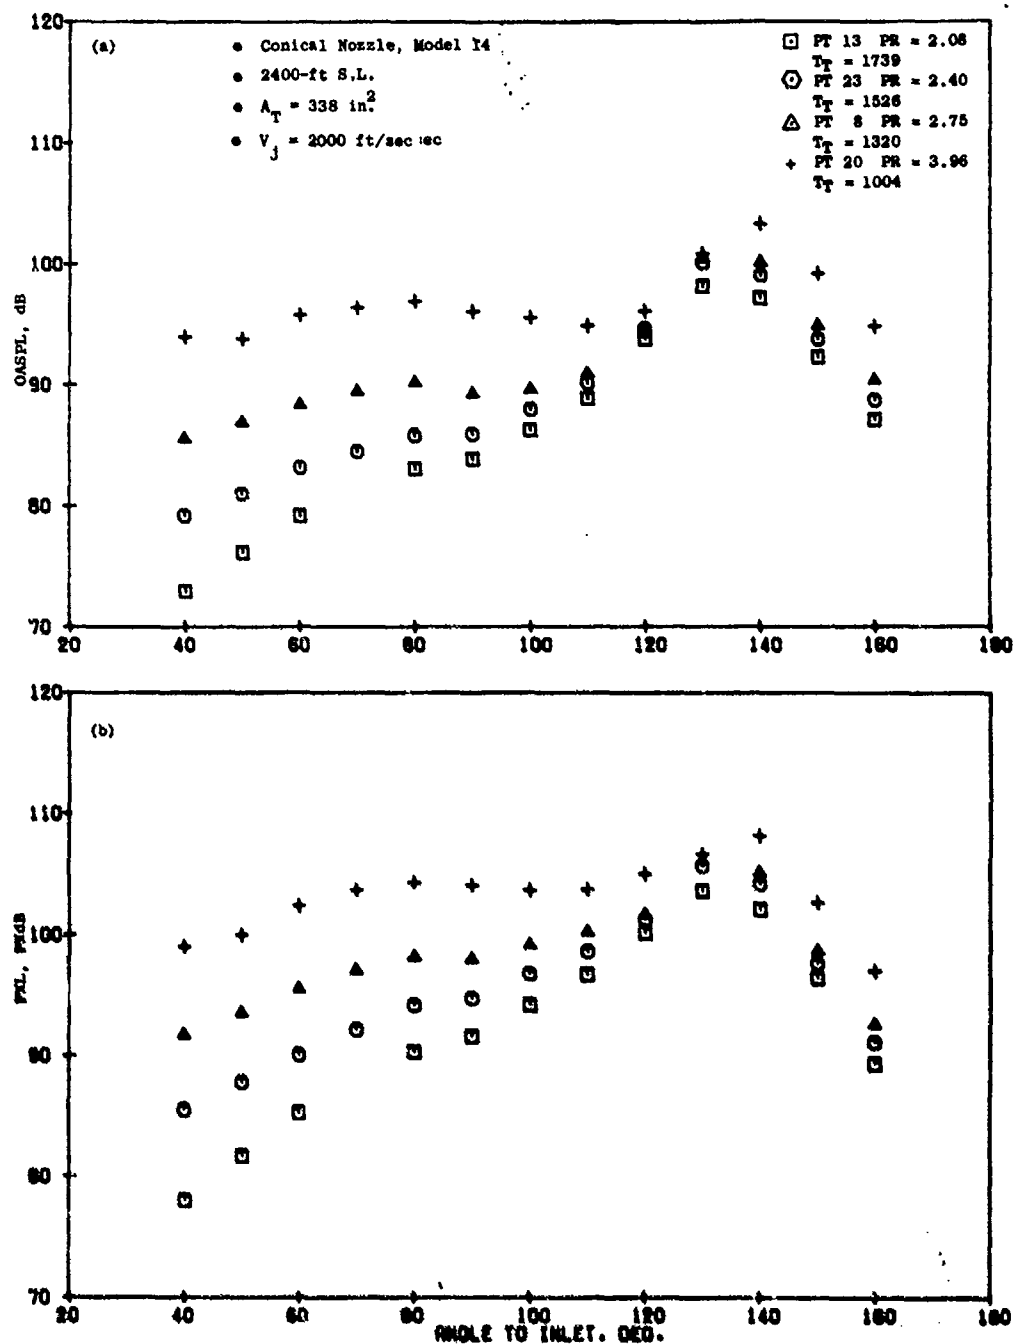 120
(a)
• Conical Nozzle, Model 14
• 2400-ft S.L.
• A_T = 338 in.²
• V_j = 2000 ft/sec ec
PT 13 PR = 2.08
T_T = 1739
PT 23 PR = 2.40
T_T = 1526
PT 8 PR = 2.75
T_T = 1320
PT 20 PR = 3.96
T_T = 1004
110
100
90
80
70
OASPL, dB
20 40 60 80 100 120 140 160 180
120
(b)
110
100
90
80
70
PNL, PNdB
20 40 60 80 100 120 140 160 180
ANGLE TO INLET, DEG.